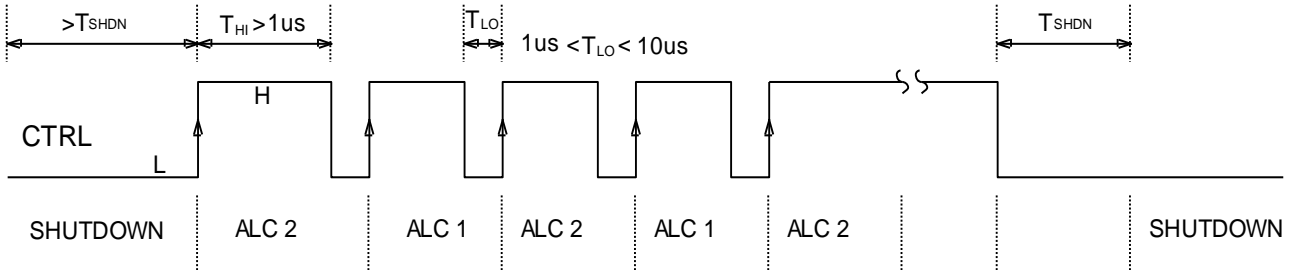 >TSHDN THI >1us TLO 1us <TLO< 10us TSHDN
H
CTRL
L
SHUTDOWN ALC 2 ALC 1 ALC 2 ALC 1 ALC 2 SHUTDOWN